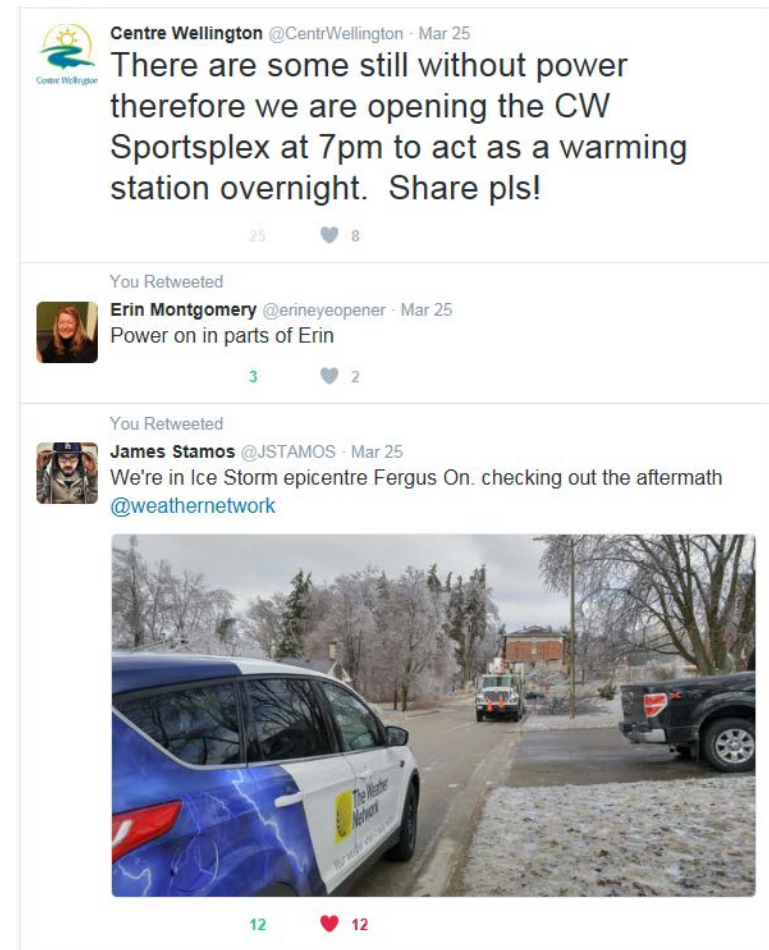 Centre Wellington @CentrWellington · Mar 25
There are some still without power
therefore we are opening the CW
Sportsplex at 7pm to act as a warming
station overnight.  Share pls!
Centre Wellington
25 8
You Retweeted
Erin Montgomery @erineyeopener · Mar 25
Power on in parts of Erin
3 2
You Retweeted
James Stamos @JSTAMOS · Mar 25
We're in Ice Storm epicentre Fergus On. checking out the aftermath
@weathernetwork
The Weather
Network
12 12